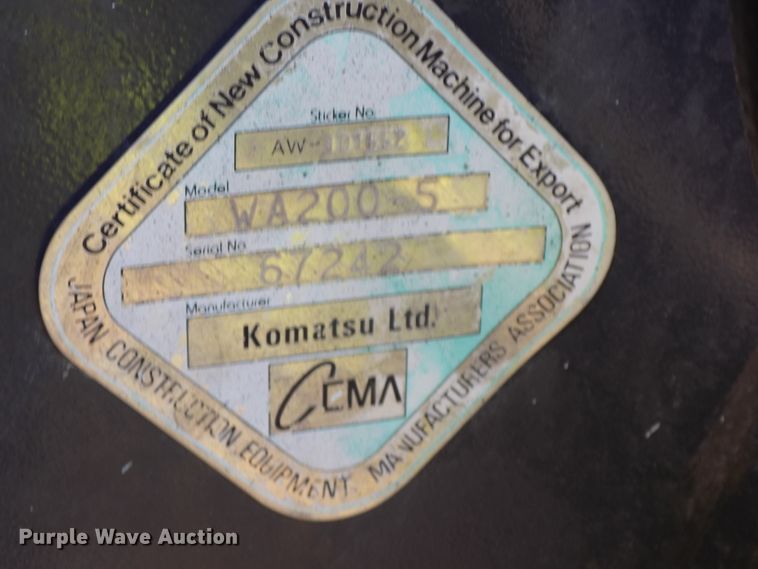 Certificate of New Construction Machine for Export
Sticker No.
AW-
Model
WA200-5
Serial No.
67242
Manufacturer
Komatsu Ltd.
CEMA
JAPAN CONSTRUCTION EQUIPMENT MANUFACTURERS ASSOCIATION
Purple Wave Auction